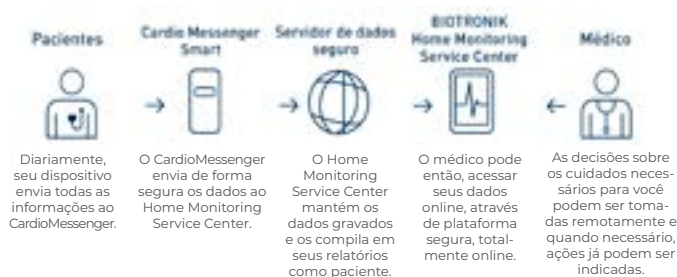 Pacientes
Cardio Messenger
Smart
Servidor de dados
seguro
BIOTRONIK
Home Monitoring
Service Center
Médico
Diariamente,
seu dispositivo
envia todas as
informações ao
CardioMessenger.
O CardioMessenger
envia de forma
segura os dados ao
Home Monitoring
Service Center.
O Home
Monitoring
Service Center
mantém os
dados gravados
e os compila em
seus relatórios
como paciente.
O médico pode
então, acessar
seus dados
online, através
de plataforma
segura, total-
mente online.
As decisões sobre
os cuidados neces-
sários para você
podem ser toma-
das remotamente e
quando necessário,
ações já podem ser
indicadas.